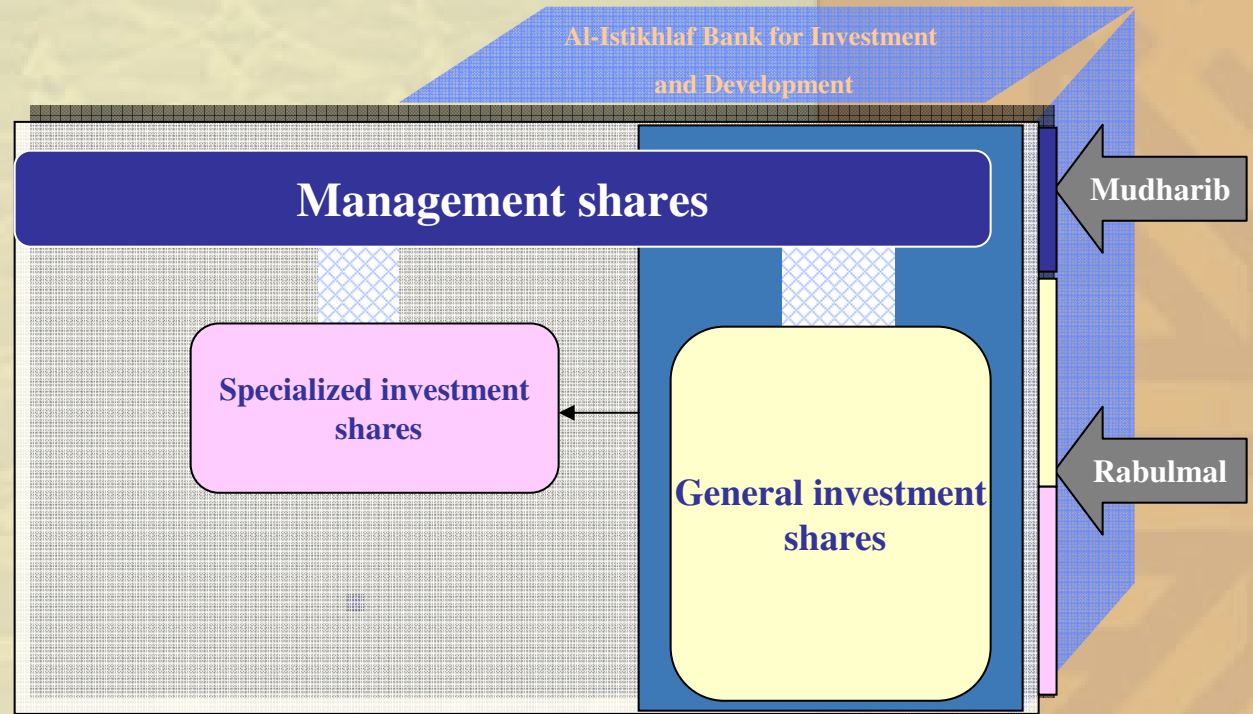 Al-Istikhlaf Bank for Investment
and Development
Management shares
Mudharib
Specialized investment
shares
General investment
shares
Rabulmal